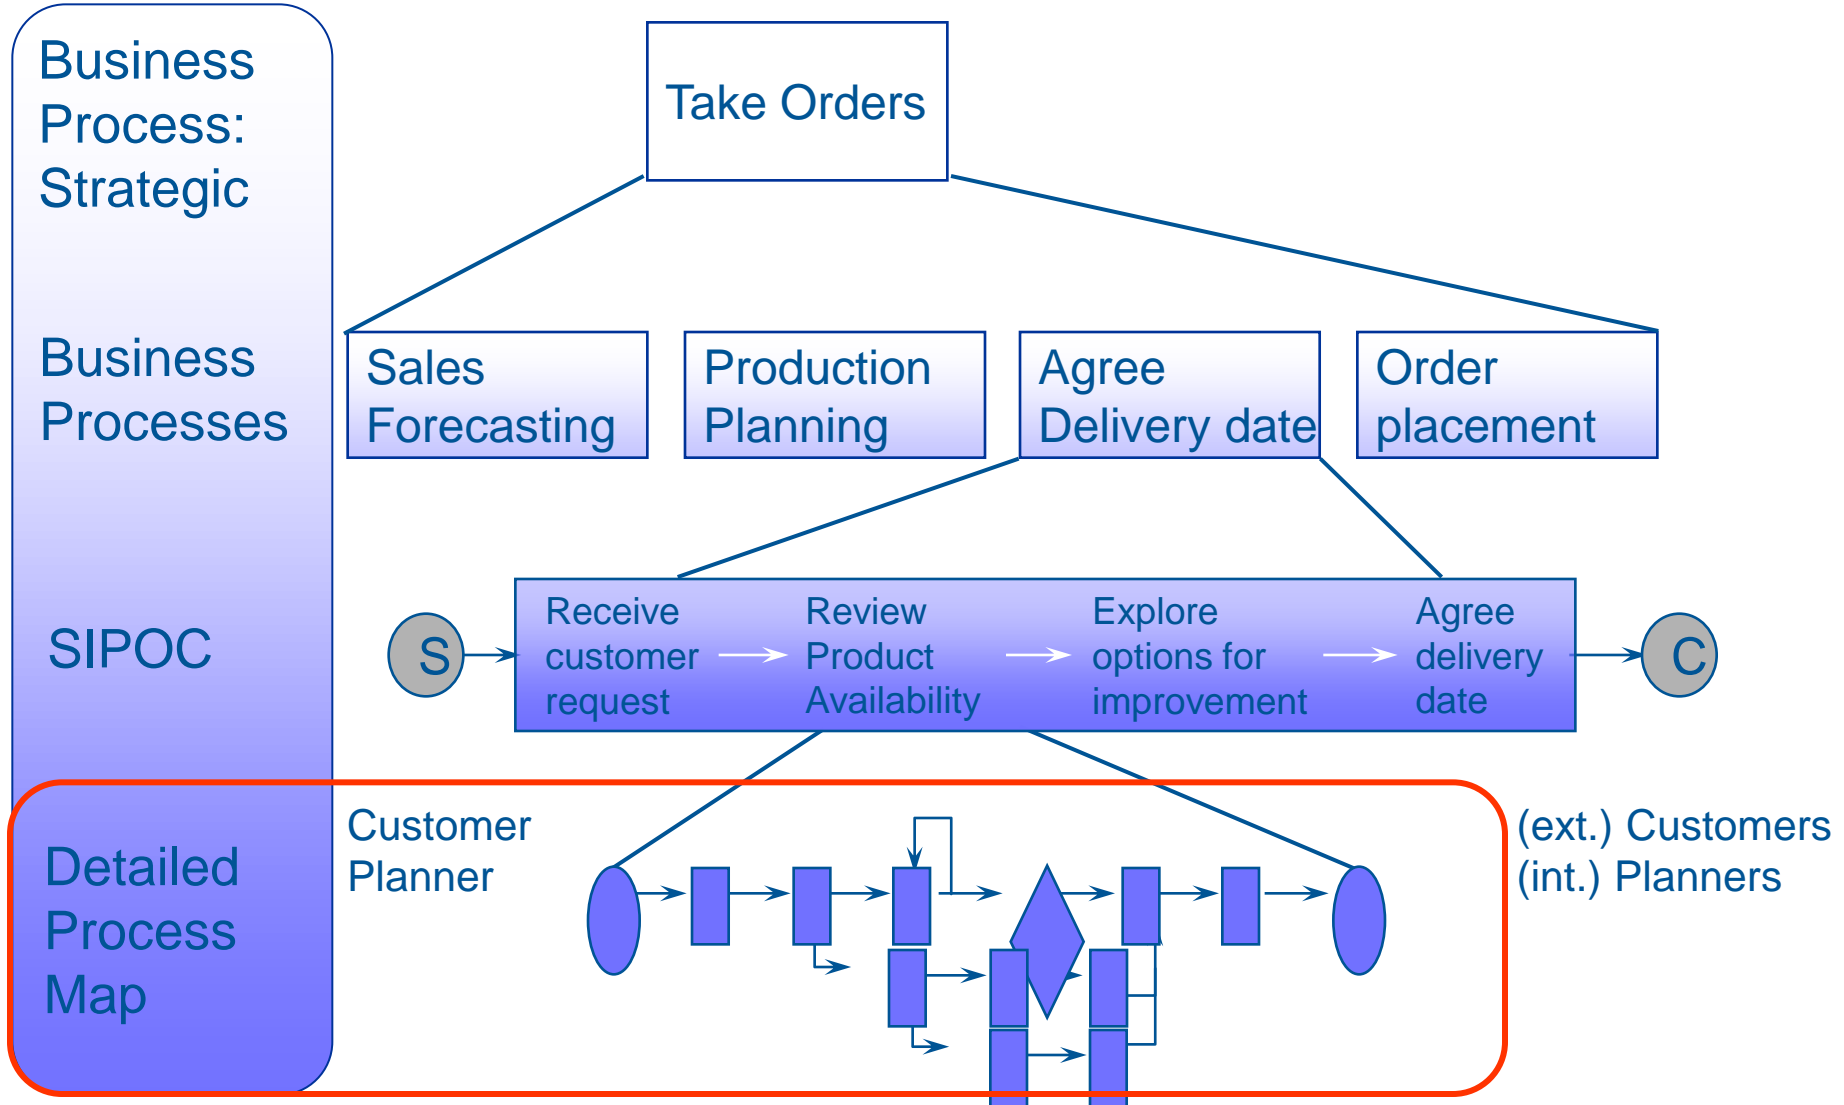 Business
Process:
Strategic
Take Orders
Business
Processes
Sales
Forecasting
Production
Planning
Agree
Delivery date
Order
placement
SIPOC
S
Receive
customer
request
Review
Product
Availability
Explore
options for
improvement
Agree
delivery
date
C
Detailed
Process
Map
Customer
Planner
(ext.) Customers
(int.) Planners